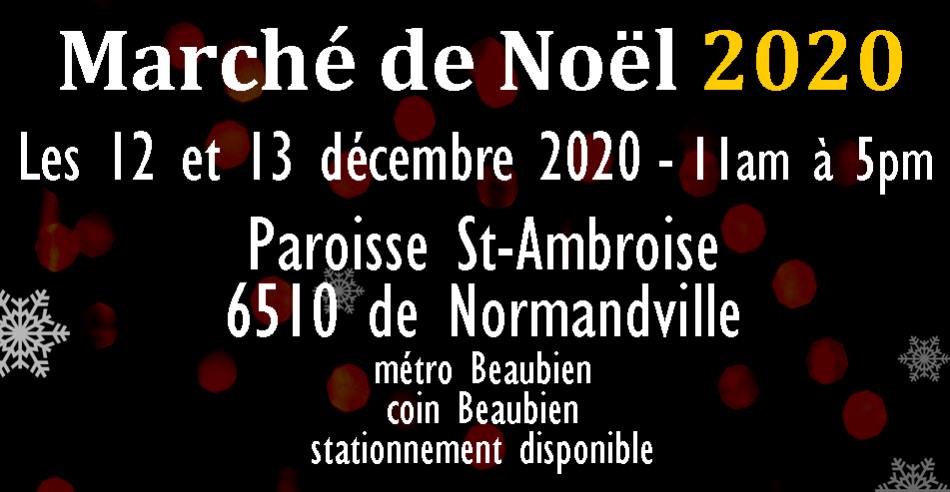 Marché de Noël 2020
Les 12 et 13 décembre 2020 - 11am à 5pm
Paroisse St-Ambroise
6510 de Normandville
métro Beaubien
coin Beaubien
stationnement disponible